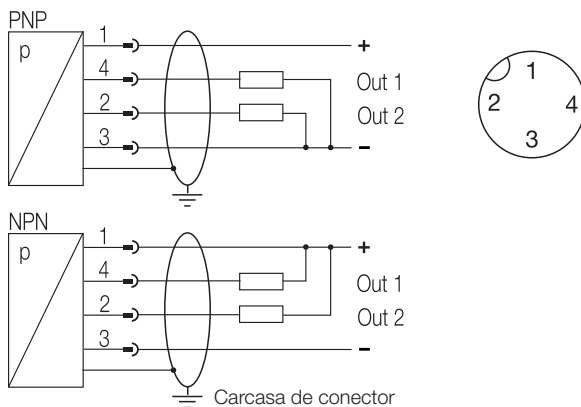 PNP
p
1 +
4 Out 1
2 Out 2
3 −
1
2 4
3
NPN
p
1 +
4 Out 1
2 Out 2
3 −
Carcasa de conector